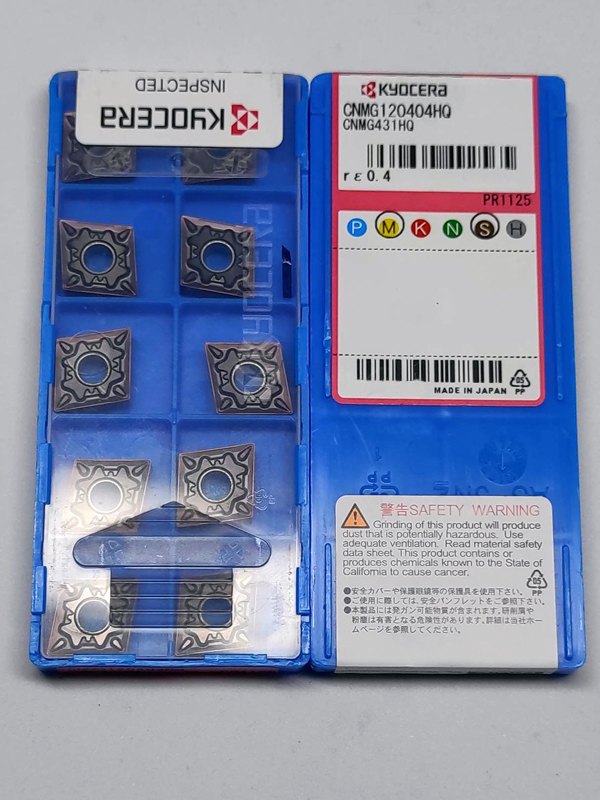 KYOCERA
INSPECTED
KYOCERA
CNMG120404HQ
CNMG431HQ
rε0.4
PR1125
P M K N S H
MADE IN JAPAN
05
PP
警告SAFETY WARNING
Grinding of this product will produce
dust that is potentially hazardous. Use
adequate ventilation. Read material safety
data sheet. This product contains or
produces chemicals known to the State of
California to cause cancer.
05
PP
●安全カバーや保護眼鏡等の保護具を使用下さい。
●ご使用に際しては、安全パンフレットをご参照下さい。
●本製品には発ガン可能物質が含まれます。研削屑や
粉塵は有害となる危険性があります。詳細は当社ホー
ムページを参照してください。